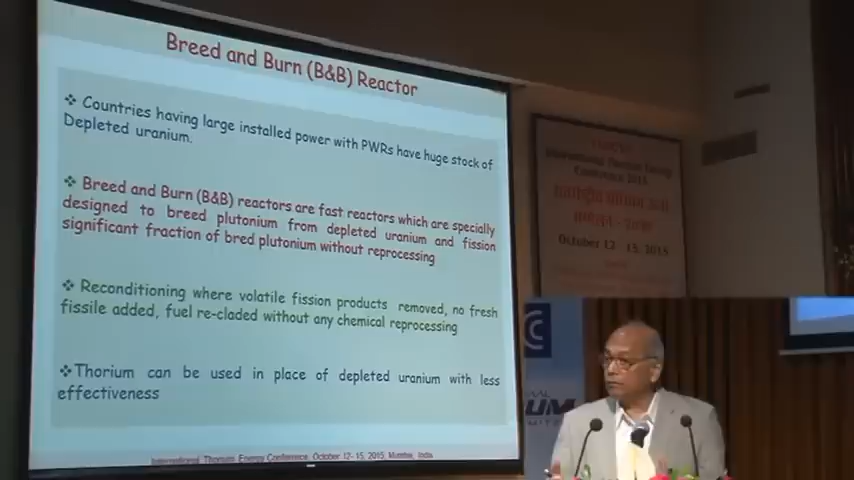 Breed and Burn (B&B) Reactor
❖ Countries having large installed power with PWRs have huge stock of
Depleted uranium.
❖ Breed and Burn (B&B) reactors are fast reactors which are specially
designed to breed plutonium from depleted uranium and fission
significant fraction of bred plutonium without reprocessing
❖ Reconditioning where volatile fission products removed, no fresh
fissile added, fuel re-cladded without any chemical reprocessing
❖ Thorium can be used in place of depleted uranium with less
effectiveness
International Thorium Energy Conference, October 12-15, 2015, Mumbai, India
International Thorium Energy
Conference 2015
October 12 - 15, 2015